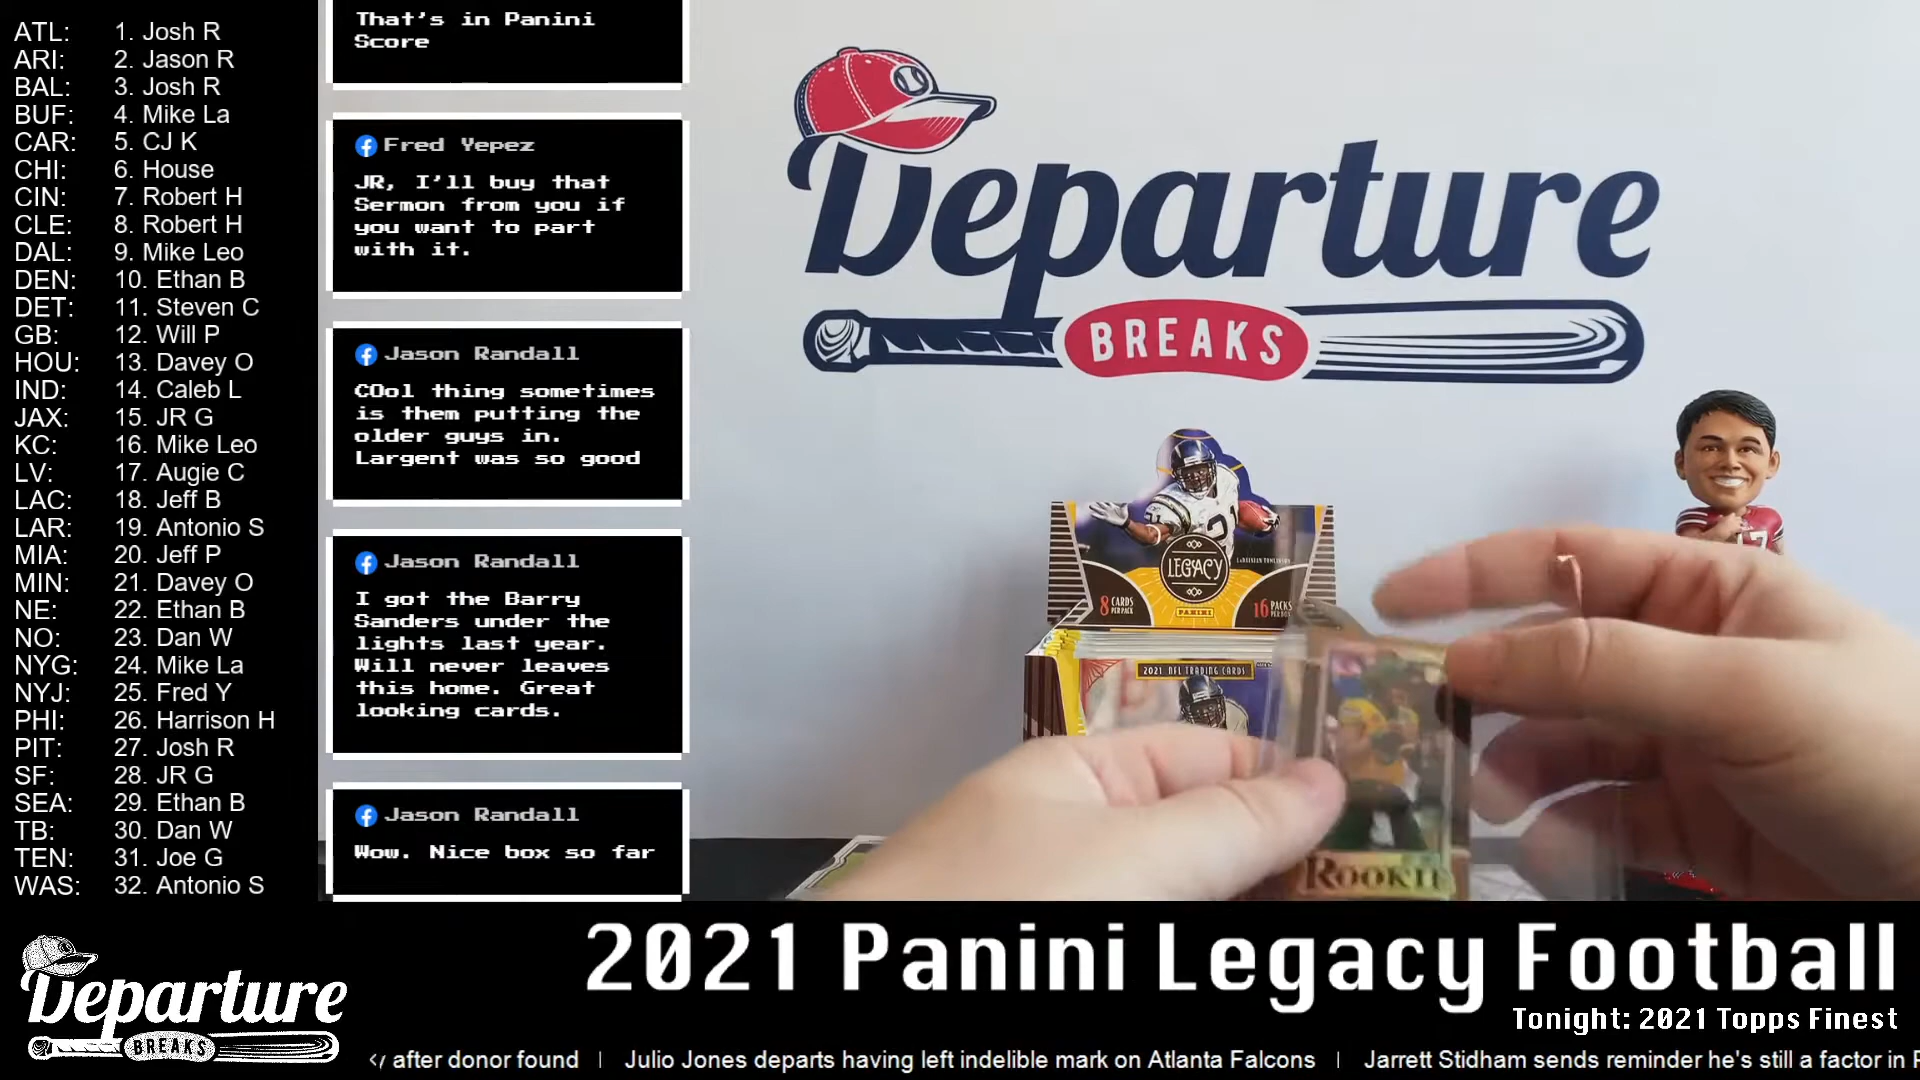 ATL: 1. Josh R
ARI: 2. Jason R
BAL: 3. Josh R
BUF: 4. Mike La
CAR: 5. CJ K
CHI: 6. House
CIN: 7. Robert H
CLE: 8. Robert H
DAL: 9. Mike Leo
DEN: 10. Ethan B
DET: 11. Steven C
GB: 12. Will P
HOU: 13. Davey O
IND: 14. Caleb L
JAX: 15. JR G
KC: 16. Mike Leo
LV: 17. Augie C
LAC: 18. Jeff B
LAR: 19. Antonio S
MIA: 20. Jeff P
MIN: 21. Davey O
NE: 22. Ethan B
NO: 23. Dan W
NYG: 24. Mike La
NYJ: 25. Fred Y
PHI: 26. Harrison H
PIT: 27. Josh R
SF: 28. JR G
SEA: 29. Ethan B
TB: 30. Dan W
TEN: 31. Joe G
WAS: 32. Antonio S
That's in Panini
Score
Fred Yepez
JR, I'll buy that
Sermon from you if
you want to part
with it.
Jason Randall
COol thing sometimes
is them putting the
older guys in.
Largent was so good
Jason Randall
I got the Barry
Sanders under the
lights last year.
Will never leaves
this home. Great
looking cards.
Jason Randall
Wow. Nice box so far
Departure
BREAKS
21
LEGACY
LADAINIAN TOMLINSON
PANINI
8 CARDS
PER PACK
16 PACKS
PER BOX
2021 NFL TRADING CARDS
17
ROOKIE
Departure
BREAKS
2021 Panini Legacy Football
Tonight: 2021 Topps Finest
after donor found | Julio Jones departs having left indelible mark on Atlanta Falcons | Jarrett Stidham sends reminder he's still a factor in